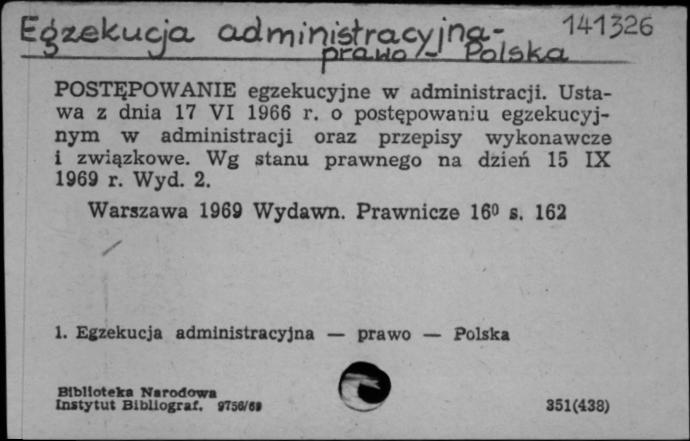 Egzekucja administracyjna- 141326
prawo - Polska
POSTĘPOWANIE egzekucyjne w administracji. Usta-
wa z dnia 17 VI 1966 r. o postępowaniu egzekucyj-
nym w administracji oraz przepisy wykonawcze
i związkowe. Wg stanu prawnego na dzień 15 IX
1969 r. Wyd. 2.
Warszawa 1969 Wydawn. Prawnicze 16⁰ s. 162
1. Egzekucja administracyjna — prawo — Polska
Biblioteka Narodowa
Instytut Bibliograf. 9756/69
351(438)